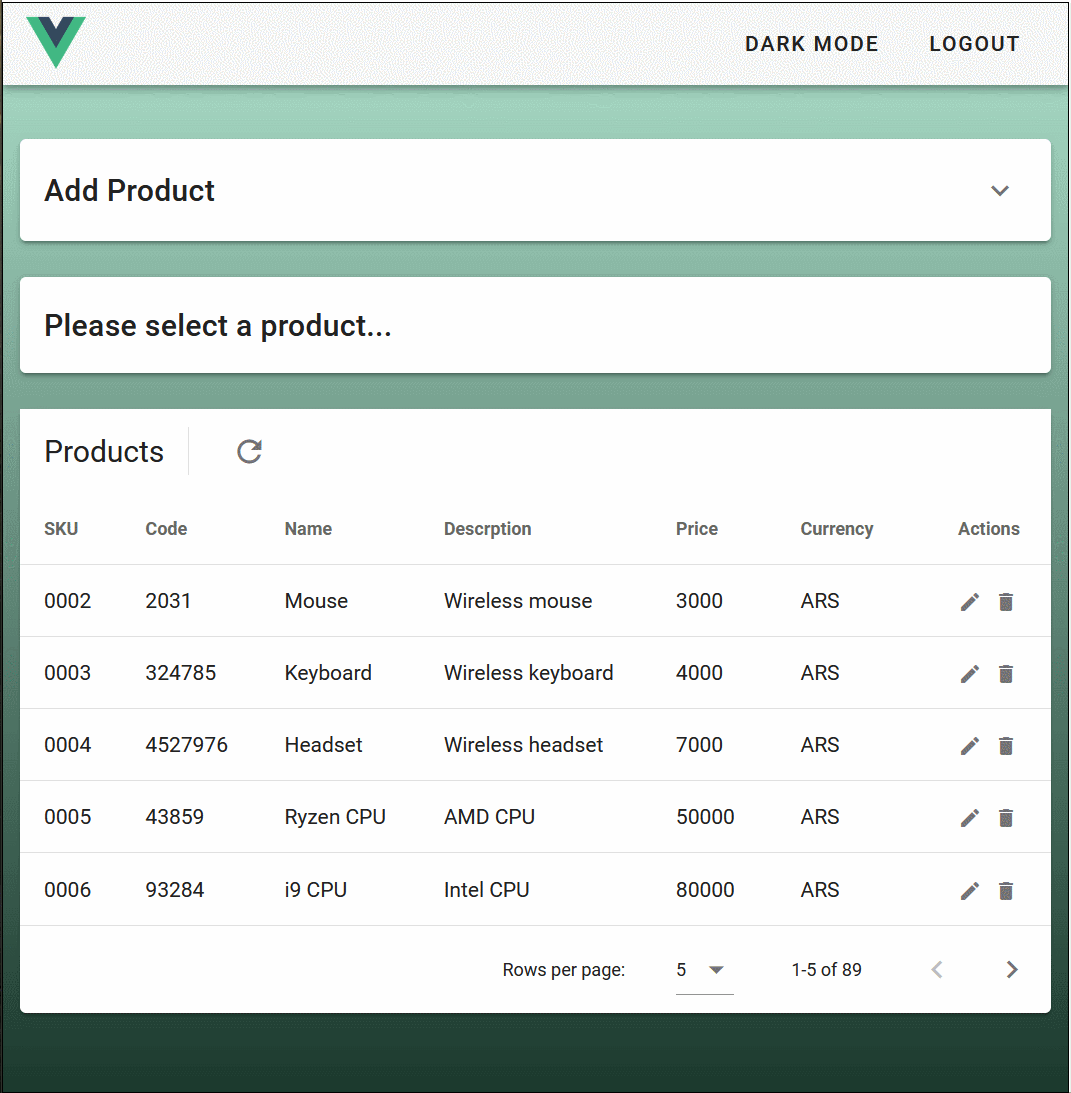 DARK MODE LOGOUT
Add Product
Please select a product...
Products
SKU Code Name Descrption Price Currency Actions
0002 2031 Mouse Wireless mouse 3000 ARS
0003 324785 Keyboard Wireless keyboard 4000 ARS
0004 4527976 Headset Wireless headset 7000 ARS
0005 43859 Ryzen CPU AMD CPU 50000 ARS
0006 93284 i9 CPU Intel CPU 80000 ARS
Rows per page: 5 1-5 of 89